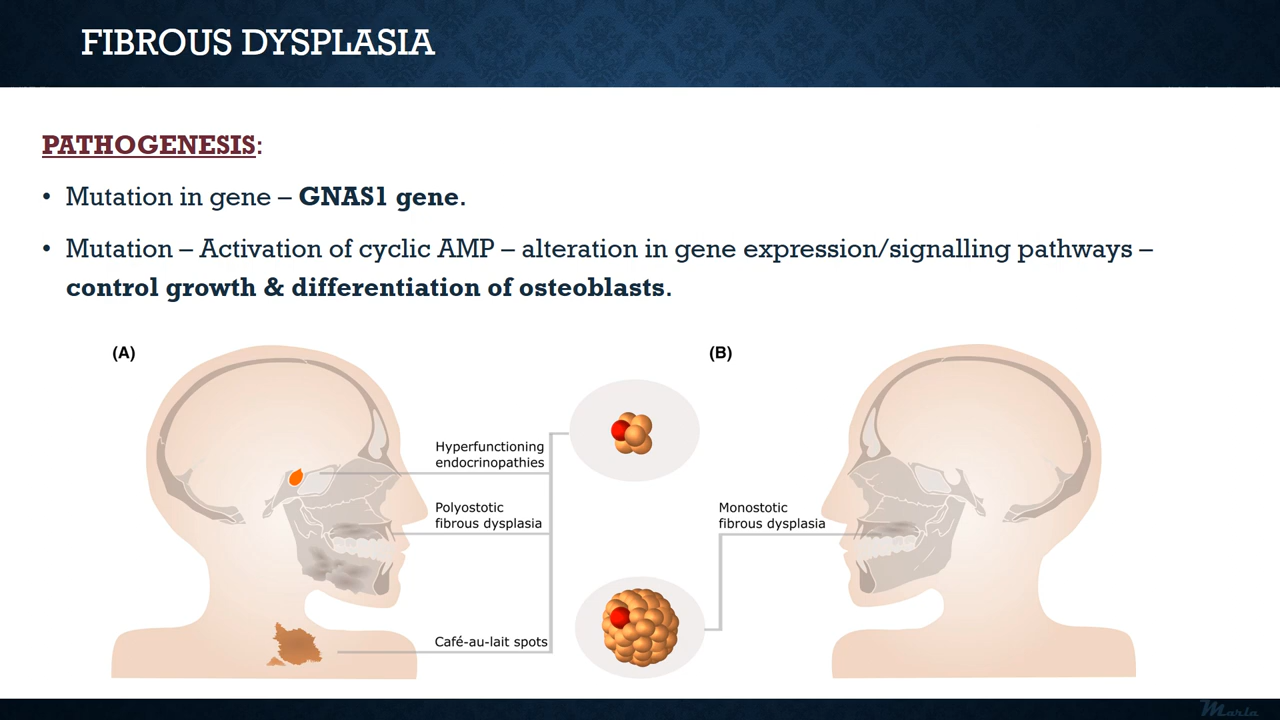 FIBROUS DYSPLASIA
PATHOGENESIS:
• Mutation in gene – GNAS1 gene.
• Mutation – Activation of cyclic AMP – alteration in gene expression/signalling pathways –
control growth & differentiation of osteoblasts.
(A)
Hyperfunctioning
endocrinopathies
Polyostotic
fibrous dysplasia
Café-au-lait spots
(B)
Monostotic
fibrous dysplasia
Maria